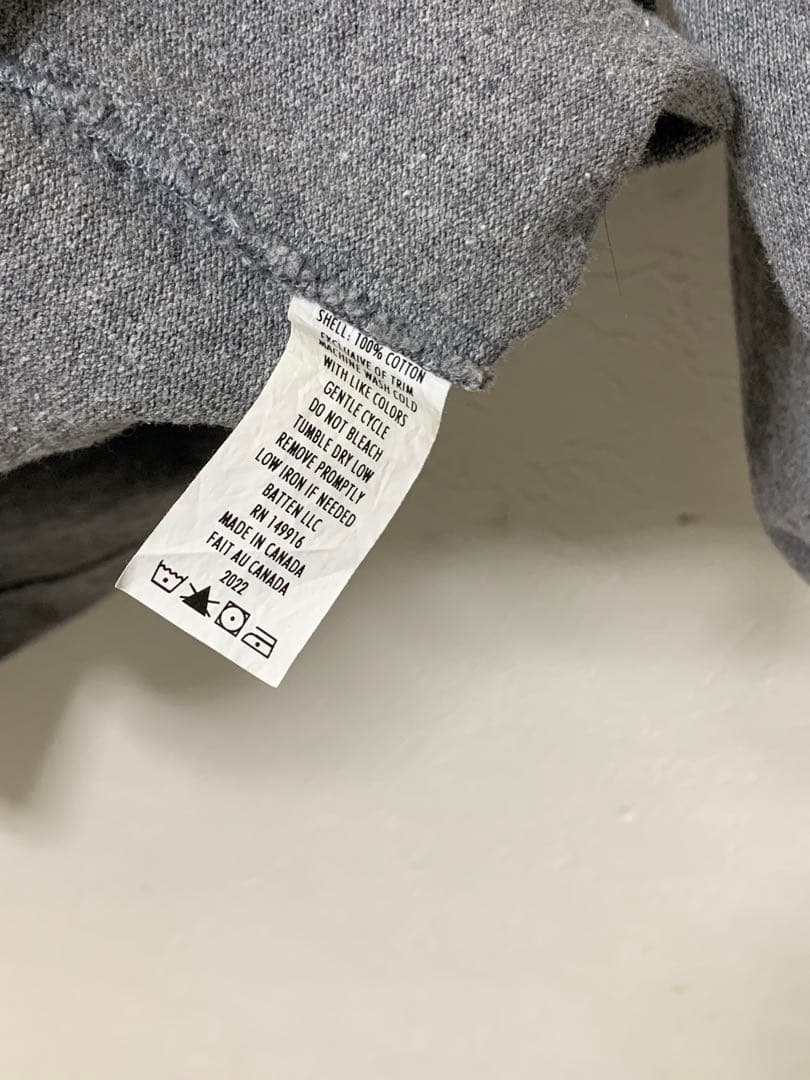 SHELL: 100% COTTON
EXCLUSIVE OF TRIM
MACHINE WASH COLD
WITH LIKE COLORS
GENTLE CYCLE
DO NOT BLEACH
TUMBLE DRY LOW
REMOVE PROMPTLY
LOW IRON IF NEEDED
BATTEN LLC
RN 149916
MADE IN CANADA
FAIT AU CANADA
2022